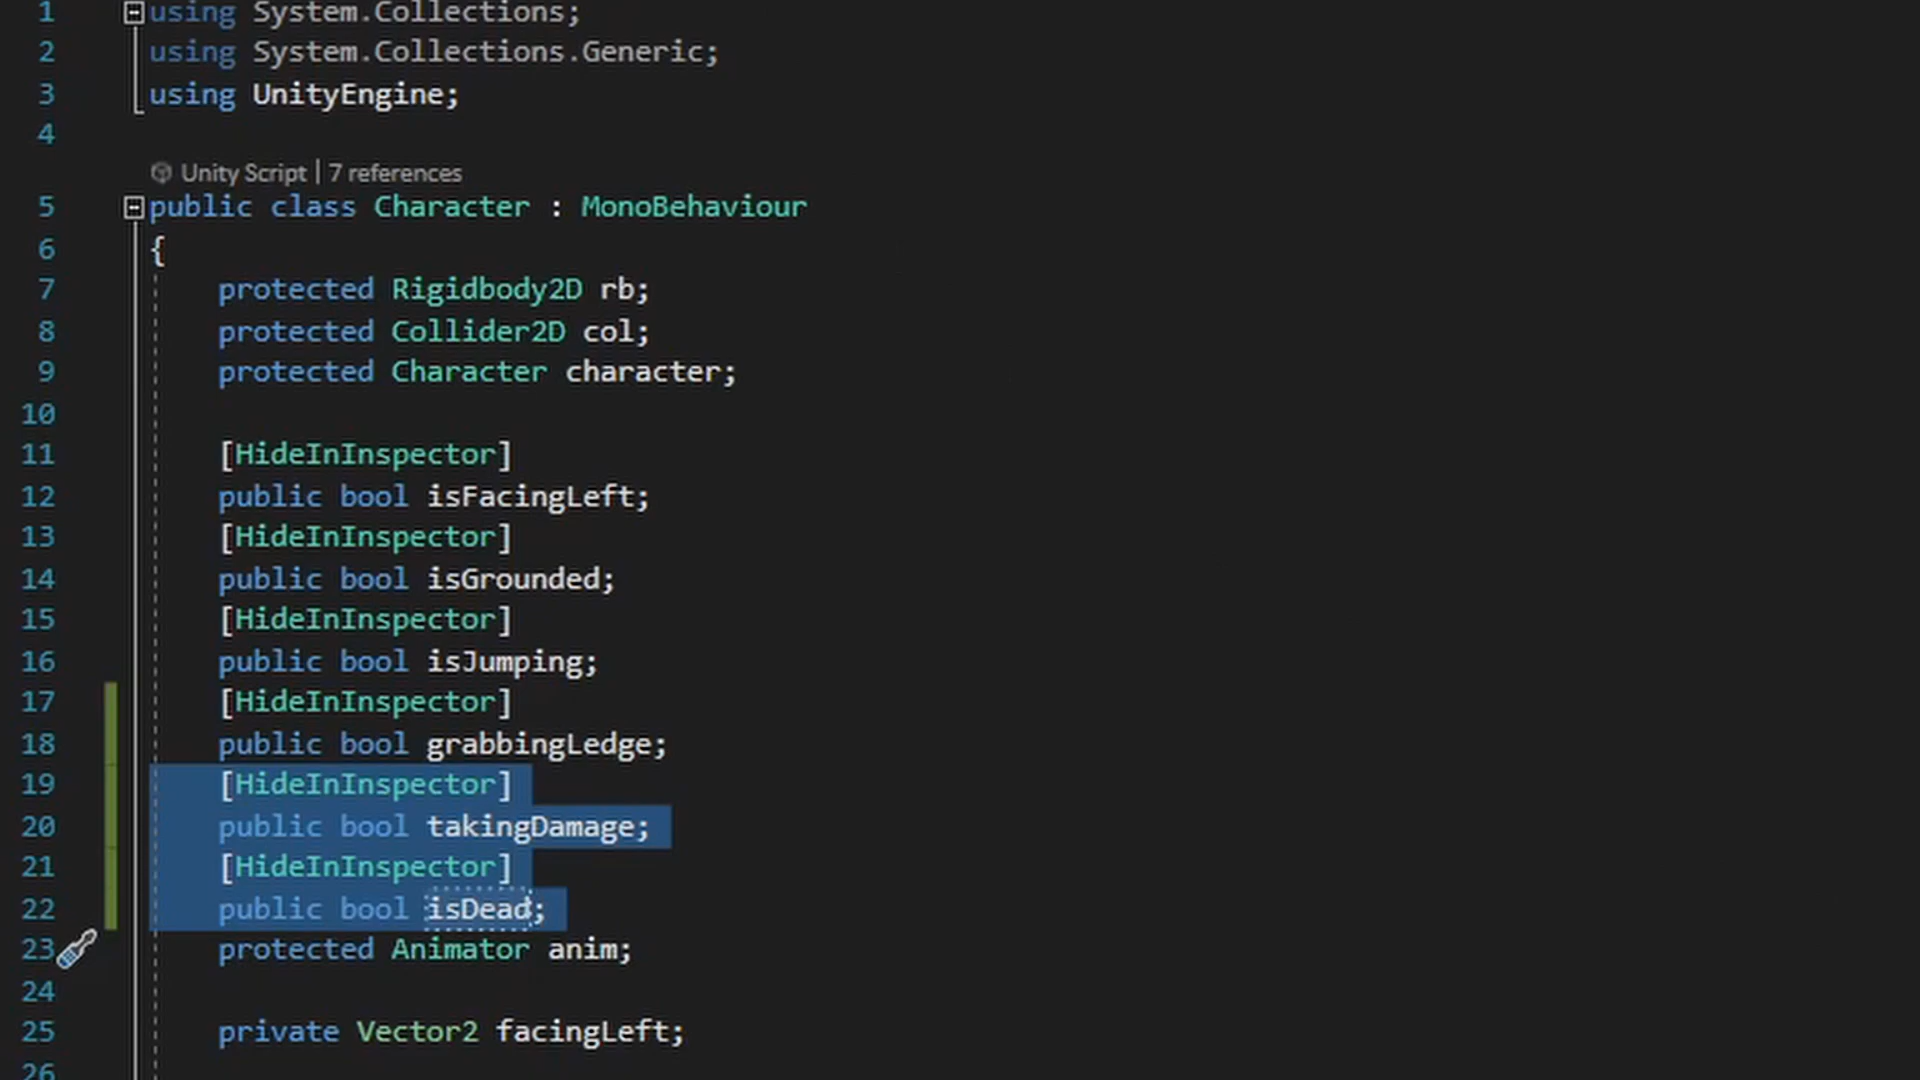 1 using System.Collections;
2 using System.Collections.Generic;
3 using UnityEngine;
4
Unity Script | 7 references
5 public class Character : MonoBehaviour
6 {
7 protected Rigidbody2D rb;
8 protected Collider2D col;
9 protected Character character;
10
11 [HideInInspector]
12 public bool isFacingLeft;
13 [HideInInspector]
14 public bool isGrounded;
15 [HideInInspector]
16 public bool isJumping;
17 [HideInInspector]
18 public bool grabbingLedge;
19 [HideInInspector]
20 public bool takingDamage;
21 [HideInInspector]
22 public bool isDead;
23 protected Animator anim;
24
25 private Vector2 facingLeft;
26